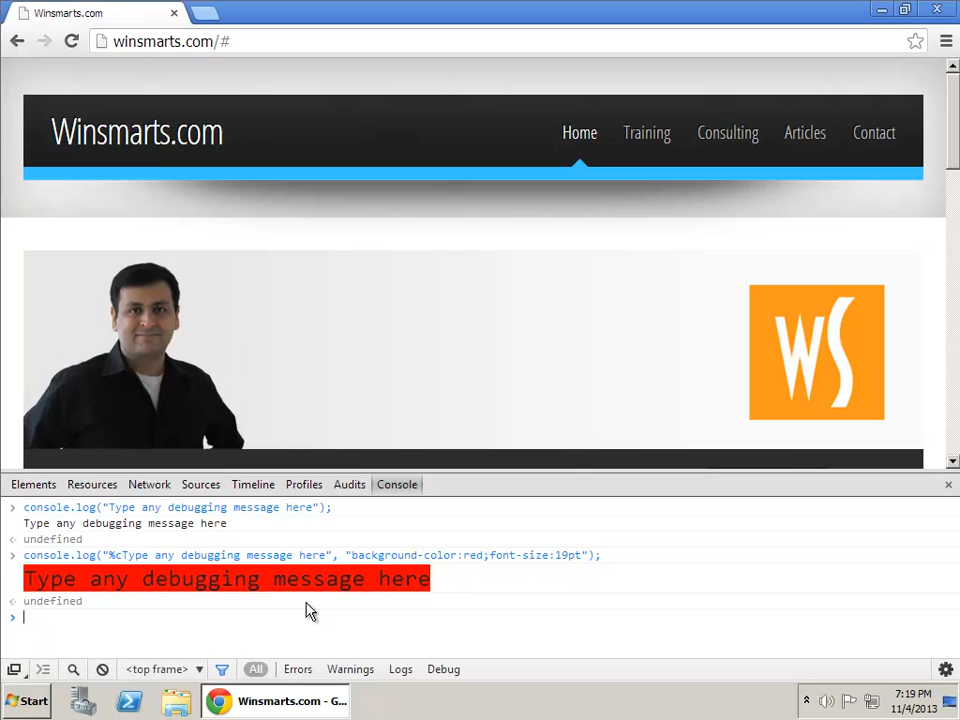 Winsmarts.com
winsmarts.com/#
Winsmarts.com
Home Training Consulting Articles Contact
WS
Elements Resources Network Sources Timeline Profiles Audits Console
> console.log("Type any debugging message here");
Type any debugging message here
< undefined
> console.log("%cType any debugging message here", "background-color:red;font-size:19pt");
Type any debugging message here
< undefined
>
<top frame> All Errors Warnings Logs Debug
Start Winsmarts.com - G... 7:19 PM
11/4/2013